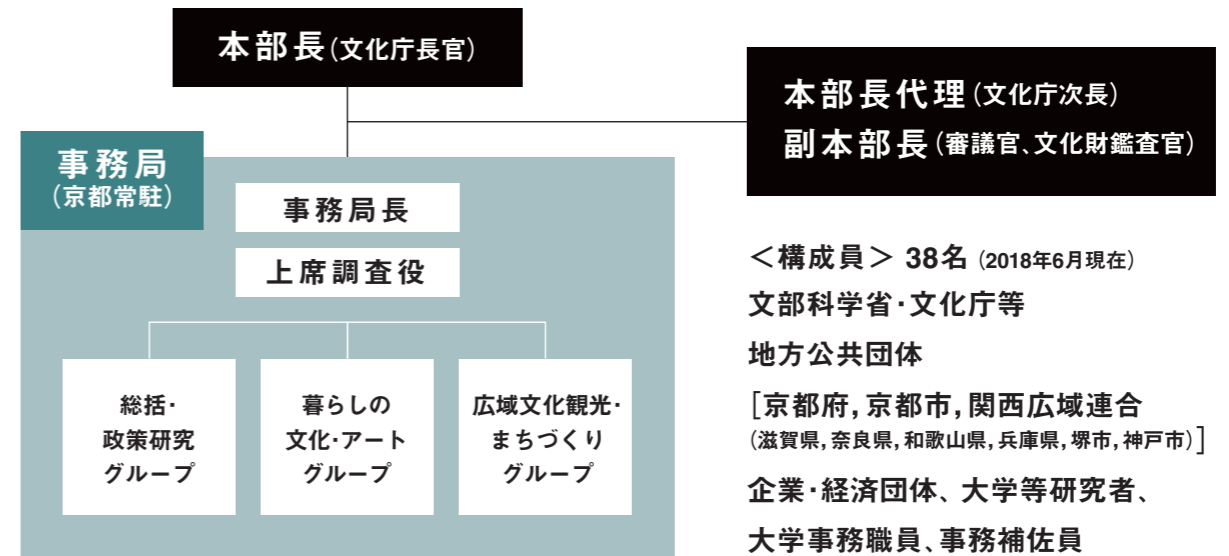 本部長(文化庁長官)
本部長代理(文化庁次長)
副本部長(審議官、文化財鑑査官)
事務局
(京都常駐)
事務局長
上席調査役
総括・
政策研究
グループ
暮らしの
文化・アート
グループ
広域文化観光・
まちづくり
グループ
＜構成員＞ 38名 (2018年6月現在)
文部科学省・文化庁等
地方公共団体
[京都府,京都市,関西広域連合
(滋賀県,奈良県,和歌山県,兵庫県,堺市,神戸市)]
企業・経済団体、大学等研究者、
大学事務職員、事務補佐員